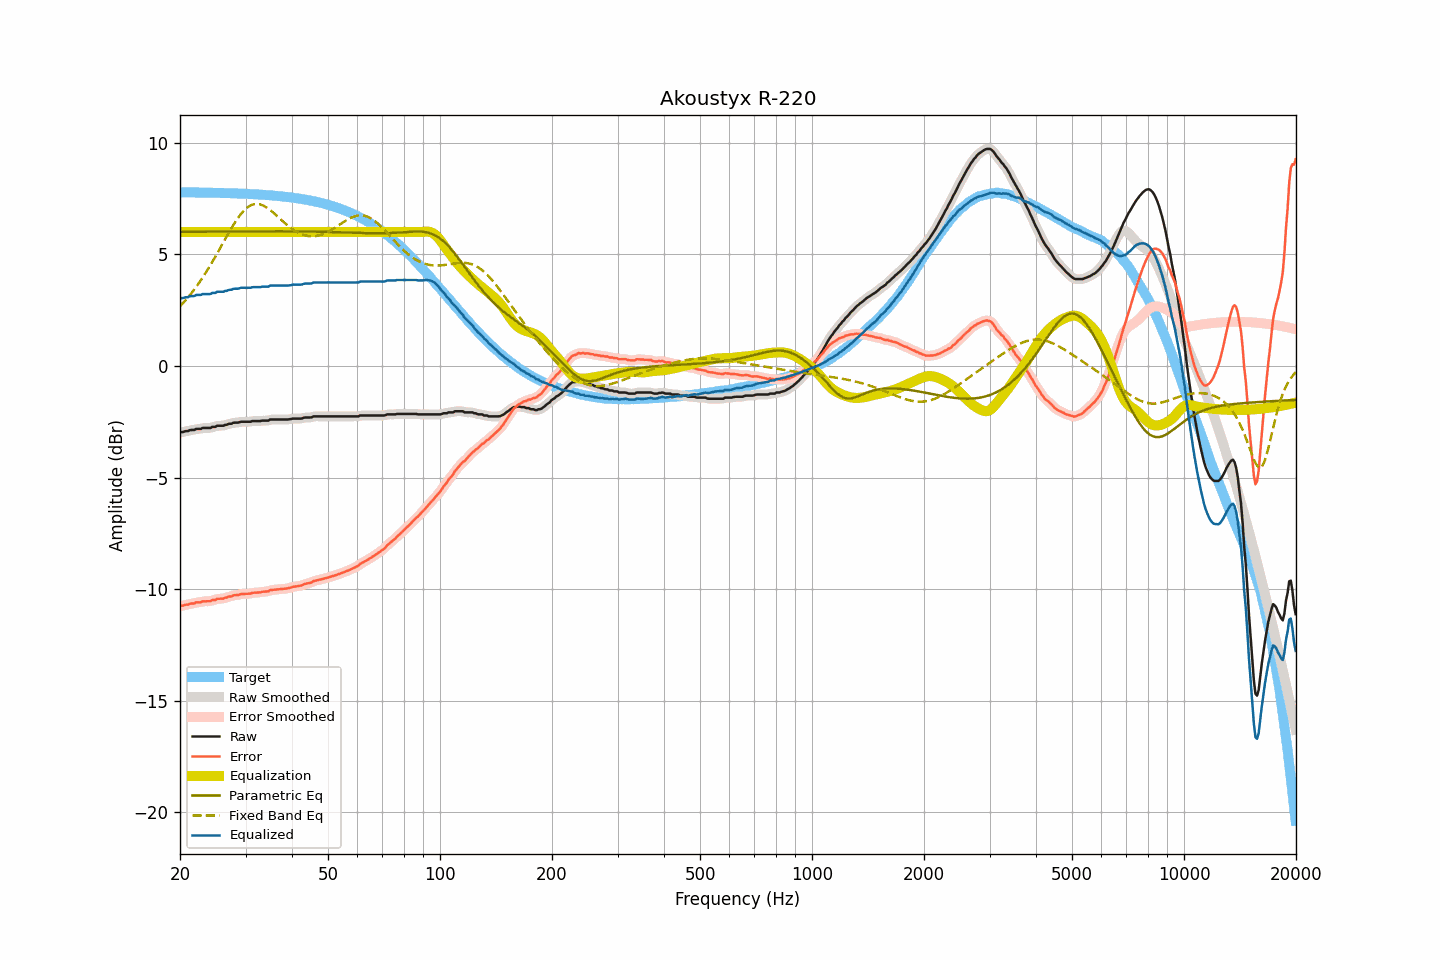 Akoustyx R-220
10
5
0
−5
−10
−15
−20
Amplitude (dBr)
Target
Raw Smoothed
Error Smoothed
Raw
Error
Equalization
Parametric Eq
Fixed Band Eq
Equalized
20 50 100 200 500 1000 2000 5000 10000 20000
Frequency (Hz)